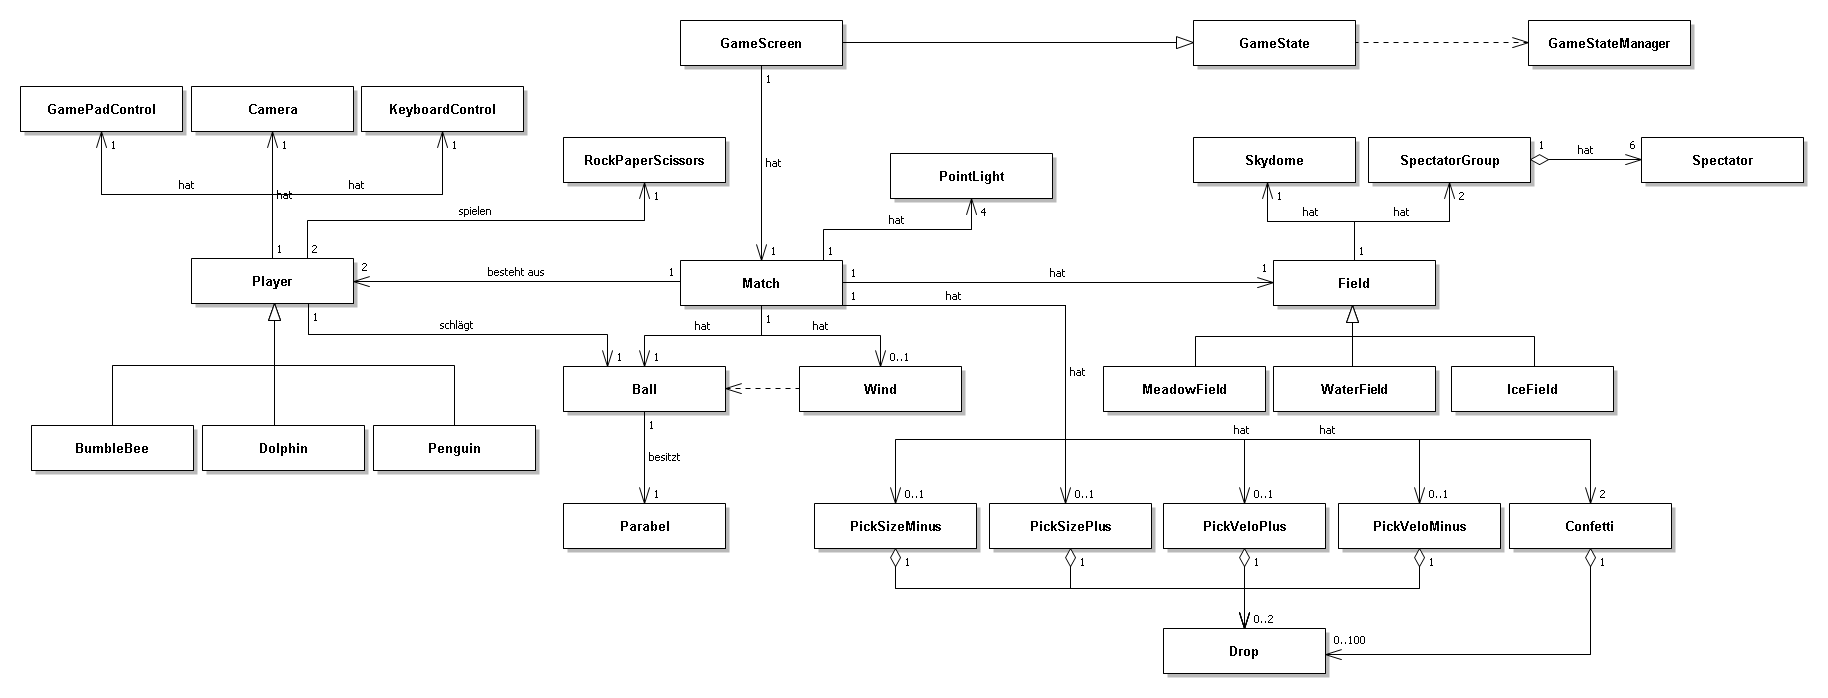 GameScreen
GameState
GameStateManager
1
GamePadControl
Camera
KeyboardControl
1
1
1
RockPaperScissors
PointLight
Skydome
SpectatorGroup
1
hat
6
Spectator
hat
hat
hat
hat
1
spielen
4
hat
1
2
hat
hat
1
2
1
1
1
Player
2
besteht aus
1
Match
1
hat
1
Field
1
hat
1
schlägt
1
hat
hat
1
1
0..1
hat
Ball
Wind
MeadowField
WaterField
IceField
1
besitzt
1
BumbleBee
Dolphin
Penguin
hat
hat
0..1
0..1
0..1
0..1
2
Parabel
PickSizeMinus
PickSizePlus
PickVeloPlus
PickVeloMinus
Confetti
1
1
1
1
1
0..2
0..100
Drop